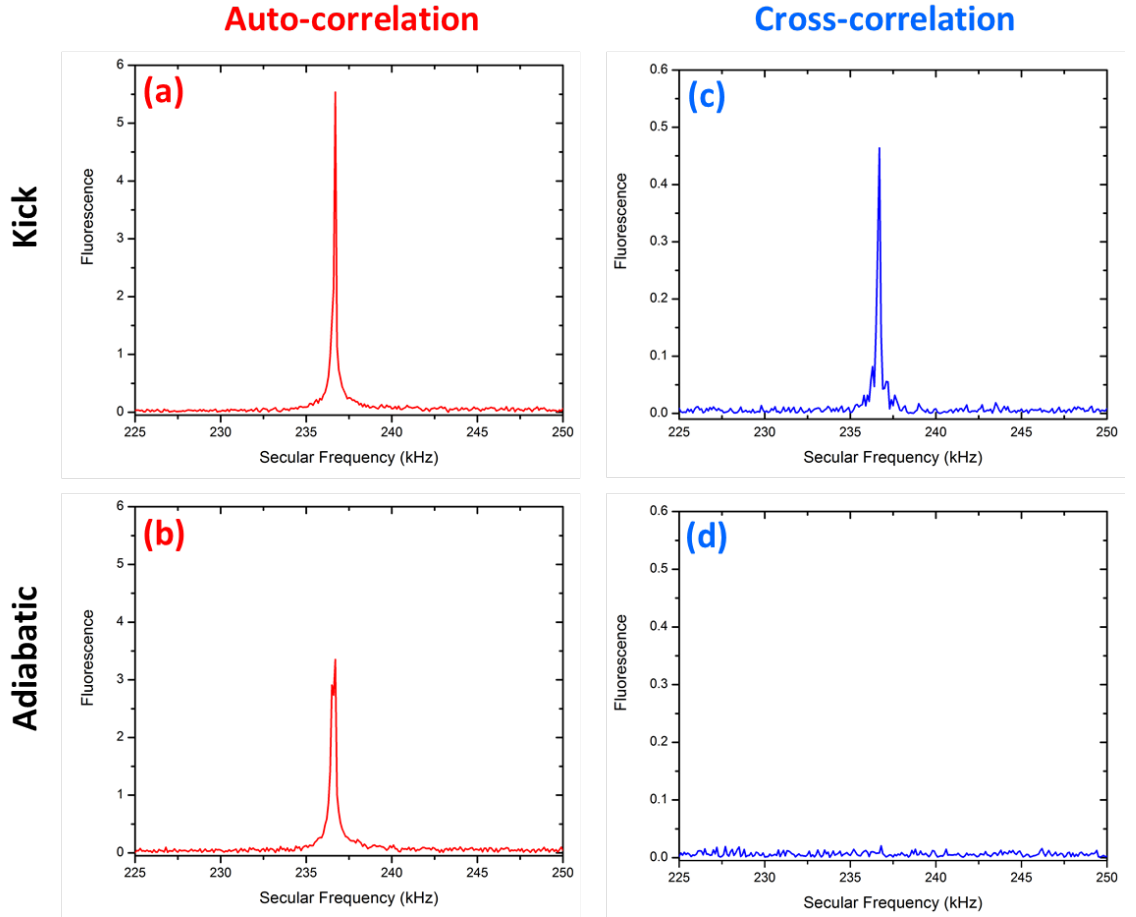 Auto-correlation
Cross-correlation
Kick
(a)
Fluorescence
6
5
4
3
2
1
0
225 230 235 240 245 250
Secular Frequency (kHz)
(c)
Fluorescence
0.6
0.5
0.4
0.3
0.2
0.1
0.0
225 230 235 240 245 250
Secular Frequency (kHz)
Adiabatic
(b)
Fluorescence
6
5
4
3
2
1
0
225 230 235 240 245 250
Secular Frequency (kHz)
(d)
Fluorescence
0.6
0.5
0.4
0.3
0.2
0.1
0.0
225 230 235 240 245 250
Secular Frequency (kHz)